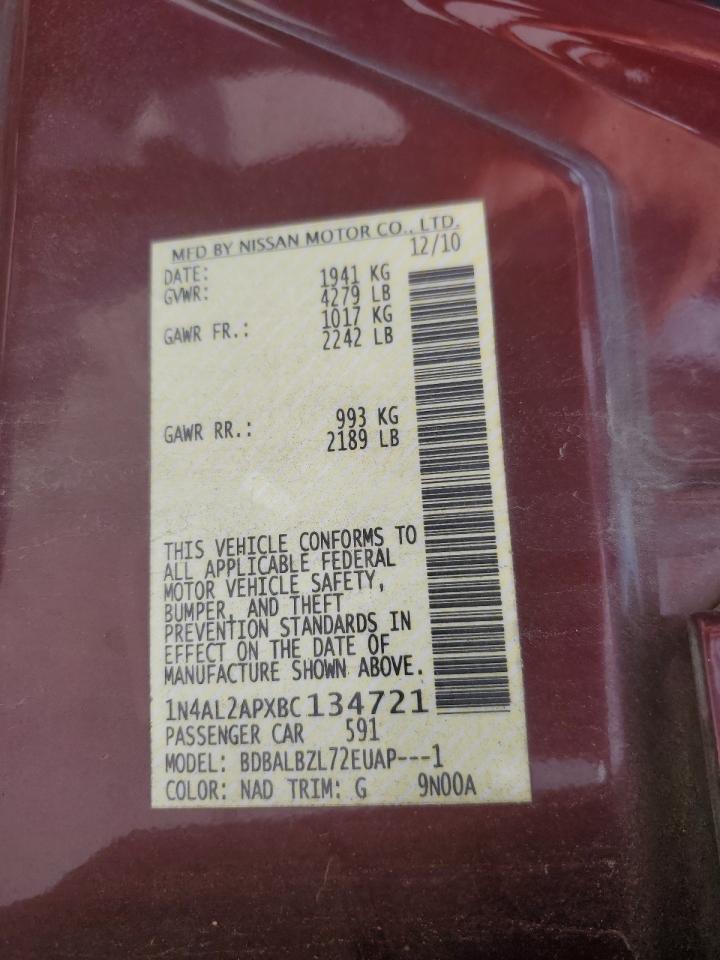 MFD BY NISSAN MOTOR CO., LTD.
DATE: 12/10
GVWR: 1941 KG
4279 LB
GAWR FR.: 1017 KG
2242 LB
GAWR RR.: 993 KG
2189 LB
THIS VEHICLE CONFORMS TO
ALL APPLICABLE FEDERAL
MOTOR VEHICLE SAFETY,
BUMPER, AND THEFT
PREVENTION STANDARDS IN
EFFECT ON THE DATE OF
MANUFACTURE SHOWN ABOVE.
1N4AL2APXBC134721
PASSENGER CAR 591
MODEL: BDBALBZL72EUAP---1
COLOR: NAD TRIM: G 9N00A